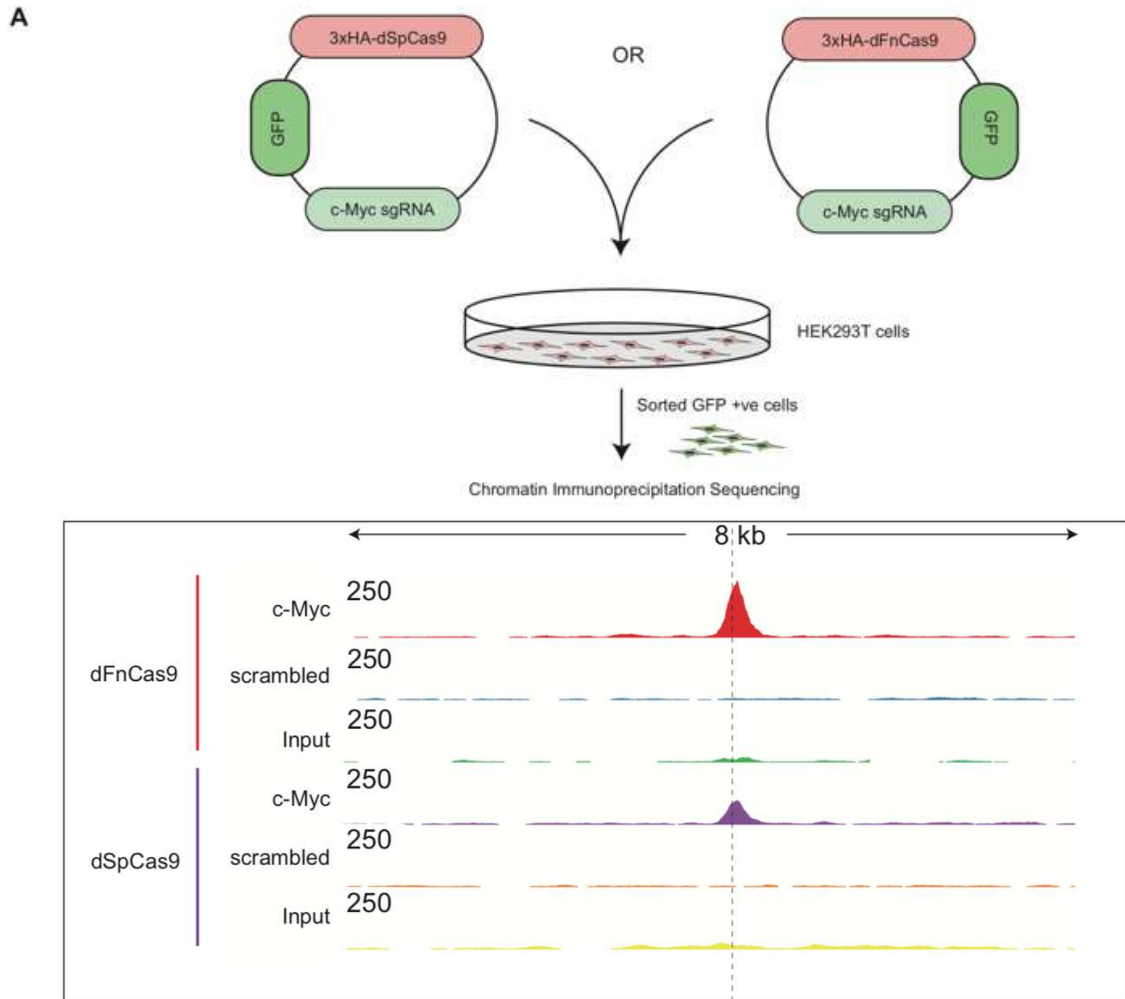 A
3xHA-dSpCas9
OR
3xHA-dFnCas9
GFP
GFP
c-Myc sgRNA
c-Myc sgRNA
HEK293T cells
Sorted GFP +ve cells
Chromatin Immunoprecipitation Sequencing
8 kb
dFnCas9
c-Myc 250
scrambled 250
Input 250
dSpCas9
c-Myc 250
scrambled 250
Input 250